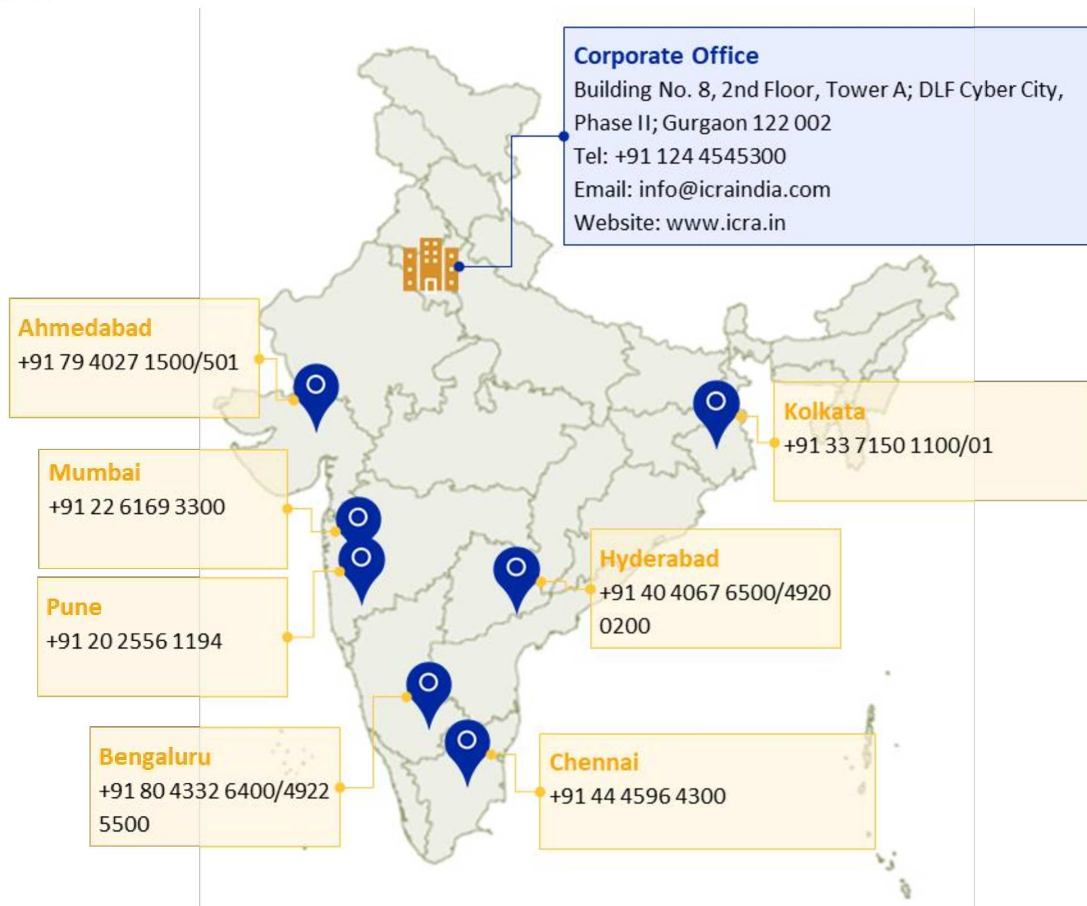 Corporate Office
Building No. 8, 2nd Floor, Tower A; DLF Cyber City,
Phase II; Gurgaon 122 002
Tel: +91 124 4545300
Email: info@icraindia.com
Website: www.icra.in
Ahmedabad
+91 79 4027 1500/501
Kolkata
+91 33 7150 1100/01
Mumbai
+91 22 6169 3300
Hyderabad
+91 40 4067 6500/4920
0200
Pune
+91 20 2556 1194
Bengaluru
+91 80 4332 6400/4922
5500
Chennai
+91 44 4596 4300